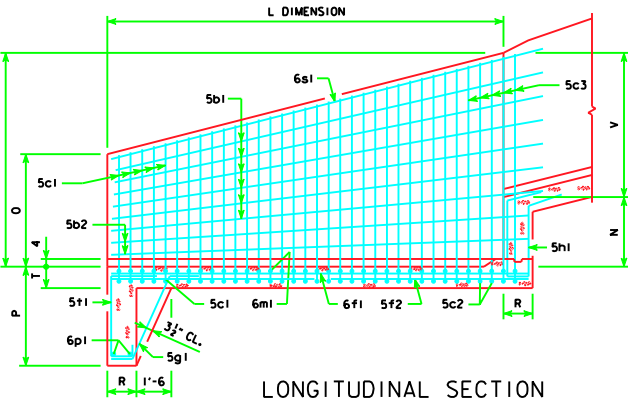 L DIMENSION
6s1
5b1
5c3
V
5c1
O
5b2
4
N
5h1
T
5t1
5c1
6m1
6f1
5f2
5c2
R
P
3½" CL.
6p1
5g1
R
1'-6
LONGITUDINAL SECTION